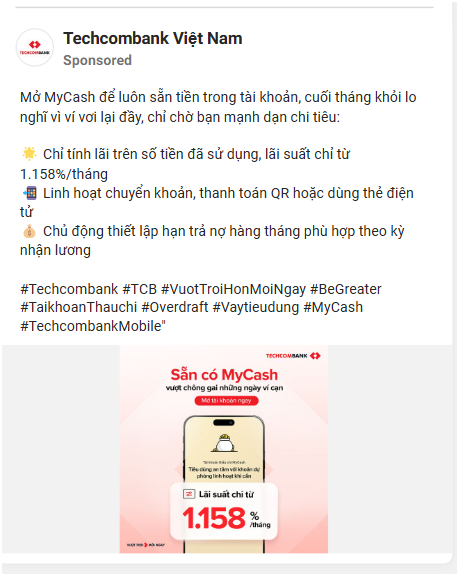 Techcombank Việt Nam
Sponsored
TECHCOMBANK
Mở MyCash để luôn sẵn tiền trong tài khoản, cuối tháng khỏi lo
nghĩ vì ví vơi lại đầy, chỉ chờ bạn mạnh dạn chi tiêu:
🌟 Chỉ tính lãi trên số tiền đã sử dụng, lãi suất chỉ từ
1.158%/tháng
📲 Linh hoạt chuyển khoản, thanh toán QR hoặc dùng thẻ điện
tử
💰 Chủ động thiết lập hạn trả nợ hàng tháng phù hợp theo kỳ
nhận lương
#Techcombank #TCB #VuotTroiHonMoiNgay #BeGreater
#TaikhoanThauchi #Overdraft #Vaytieudung #MyCash
#TechcombankMobile"
TECHCOMBANK
Sẵn có MyCash
vượt chông gai những ngày ví cạn
Mở tài khoản ngay
Tiêu dùng an tâm với khoản dự
phòng linh hoạt khi cần
Lãi suất chỉ từ
1.158%/tháng